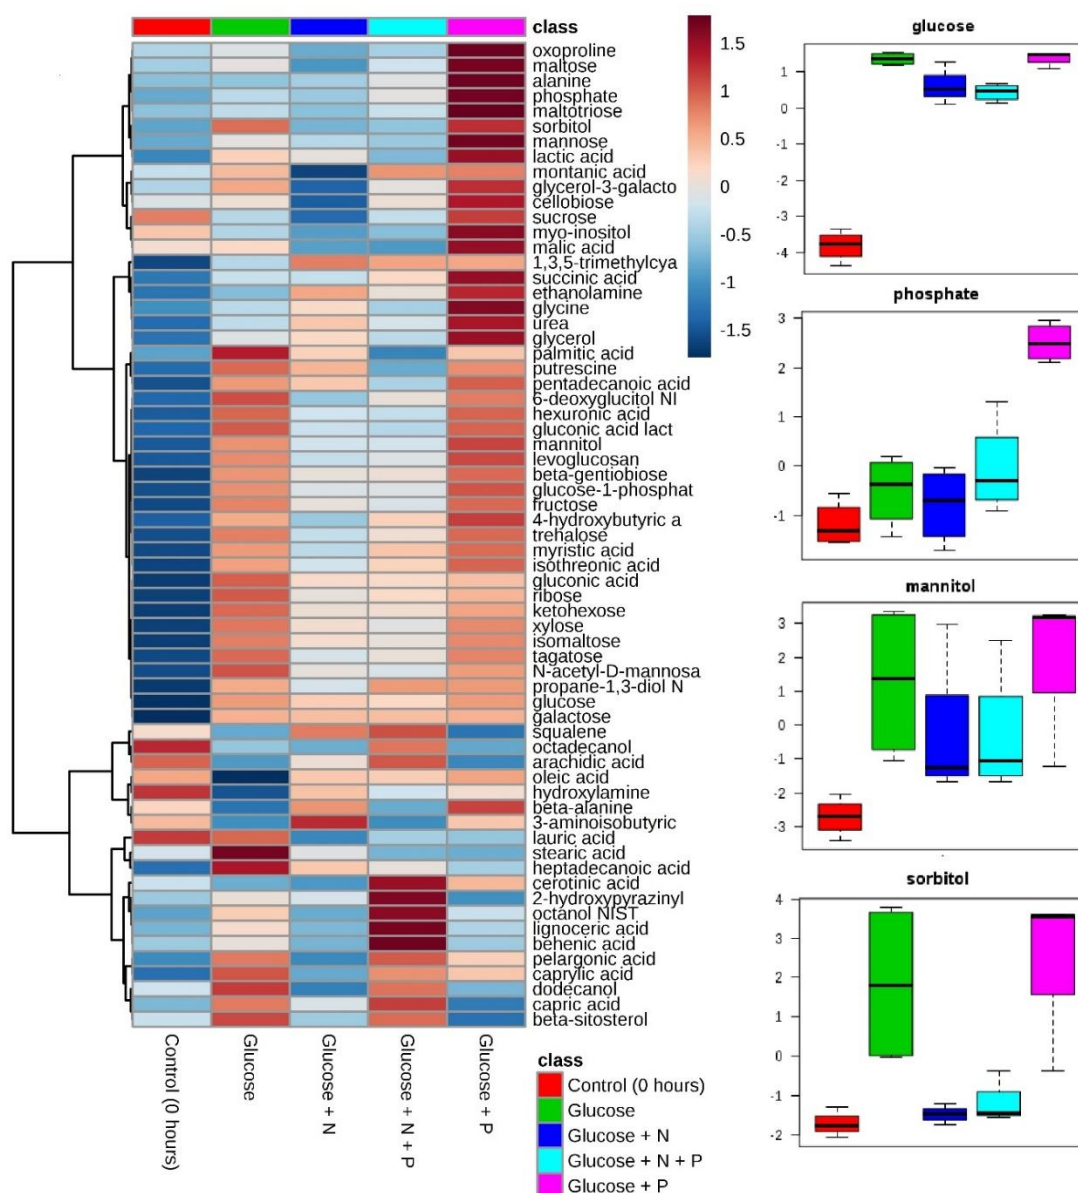 class
oxoproline
maltose
alanine
phosphate
maltotriose
sorbitol
mannose
lactic acid
montanic acid
glycerol-3-galacto
cellobiose
sucrose
myo-inositol
malic acid
1,3,5-trimethylcya
succinic acid
ethanolamine
glycine
urea
glycerol
palmitic acid
putrescine
pentadecanoic acid
6-deoxyglucitol NI
hexuronic acid
gluconic acid lact
mannitol
levoglucosan
beta-gentiobiose
glucose-1-phosphat
fructose
4-hydroxybutyric a
trehalose
myristic acid
isothreonic acid
gluconic acid
ribose
ketohexose
xylose
isomaltose
tagatose
N-acetyl-D-mannosa
propane-1,3-diol N
glucose
galactose
squalene
octadecanol
arachidic acid
oleic acid
hydroxylamine
beta-alanine
3-aminoisobutyric
lauric acid
stearic acid
heptadecanoic acid
cerotinic acid
2-hydroxypyrazinyl
octanol NIST
lignoceric acid
behenic acid
pelargonic acid
caprylic acid
dodecanol
capric acid
beta-sitosterol
Control (0 hours)
Glucose
Glucose + N
Glucose + N + P
Glucose + P
1.5
1
0.5
0
-0.5
-1
-1.5
class
Control (0 hours)
Glucose
Glucose + N
Glucose + N + P
Glucose + P
glucose
1
0
-1
-2
-3
-4
phosphate
3
2
1
0
-1
mannitol
3
2
1
0
-1
-2
-3
sorbitol
4
3
2
1
0
-1
-2